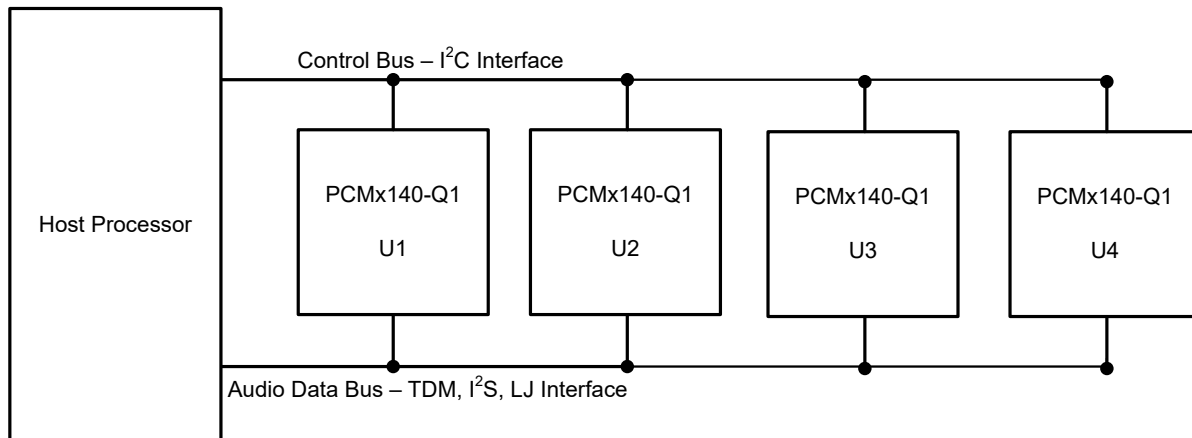 Control Bus – I²C Interface
PCMx140-Q1
U1
PCMx140-Q1
U2
PCMx140-Q1
U3
PCMx140-Q1
U4
Host Processor
Audio Data Bus – TDM, I²S, LJ Interface